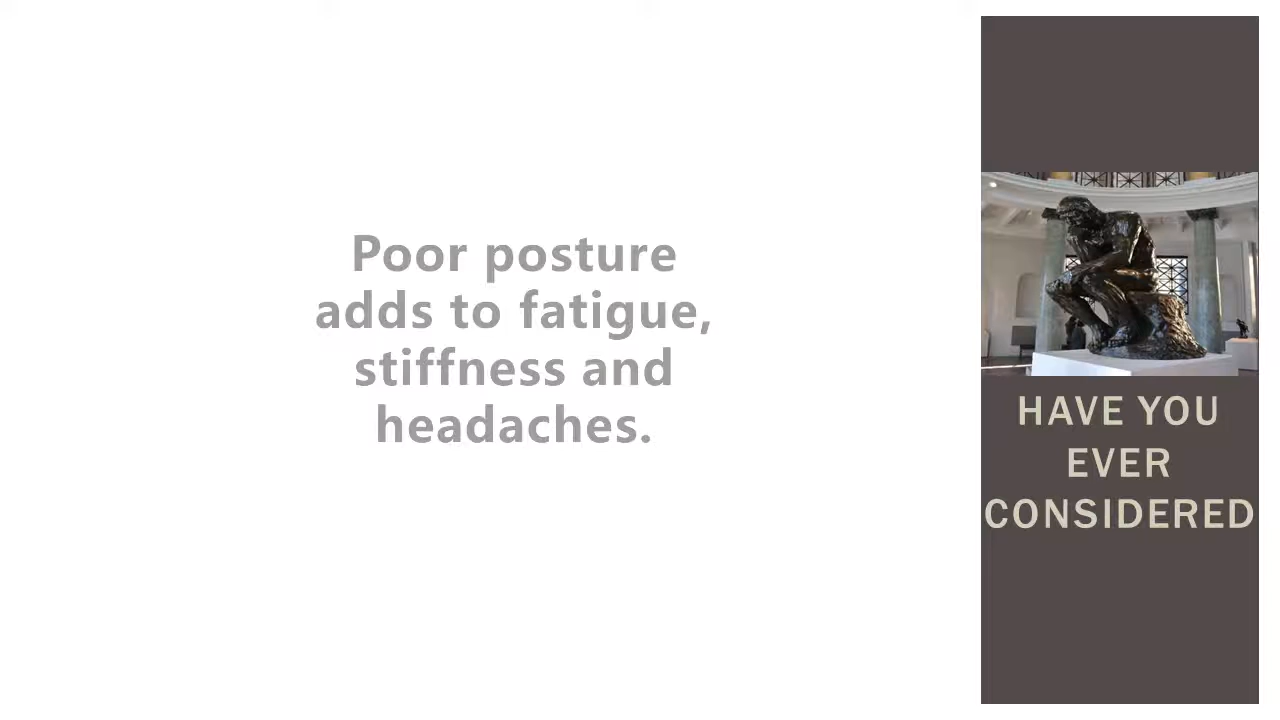 Poor posture
adds to fatigue,
stiffness and
headaches.
HAVE YOU
EVER
CONSIDERED